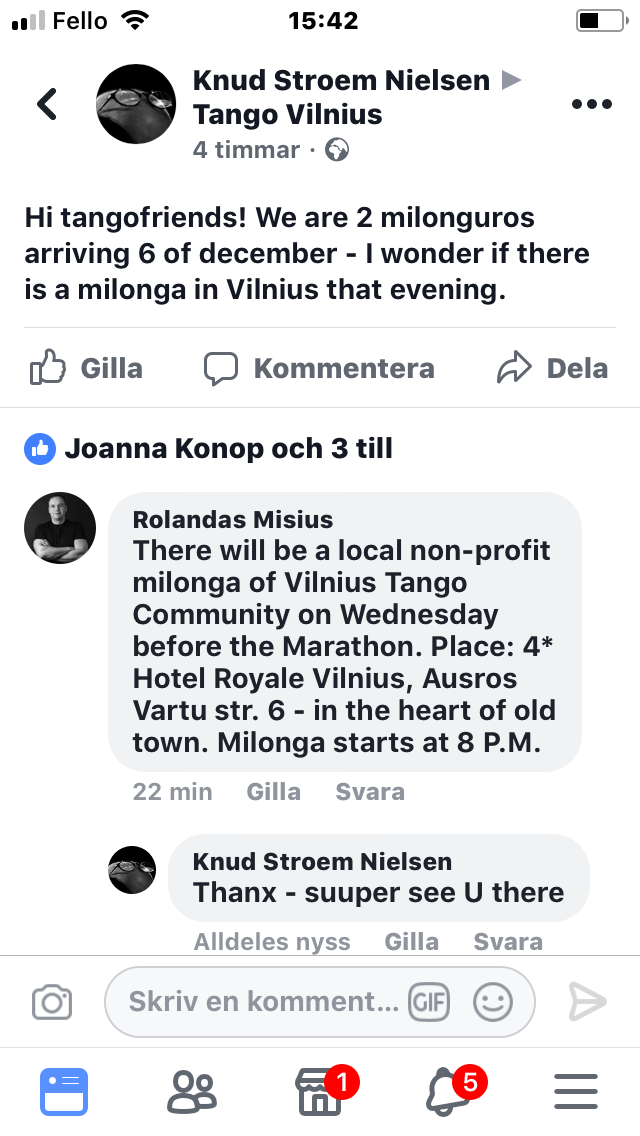 Fello 15:42
Knud Stroem Nielsen ▶
Tango Vilnius
4 timmar ·
Hi tangofriends! We are 2 milonguros
arriving 6 of december - I wonder if there
is a milonga in Vilnius that evening.
Gilla Kommentera Dela
Joanna Konop och 3 till
Rolandas Misius
There will be a local non-profit
milonga of Vilnius Tango
Community on Wednesday
before the Marathon. Place: 4*
Hotel Royale Vilnius, Ausros
Vartu str. 6 - in the heart of old
town. Milonga starts at 8 P.M.
22 min Gilla Svara
Knud Stroem Nielsen
Thanx - suuper see U there
Alldeles nyss Gilla Svara
Skriv en komment... GIF
1 5